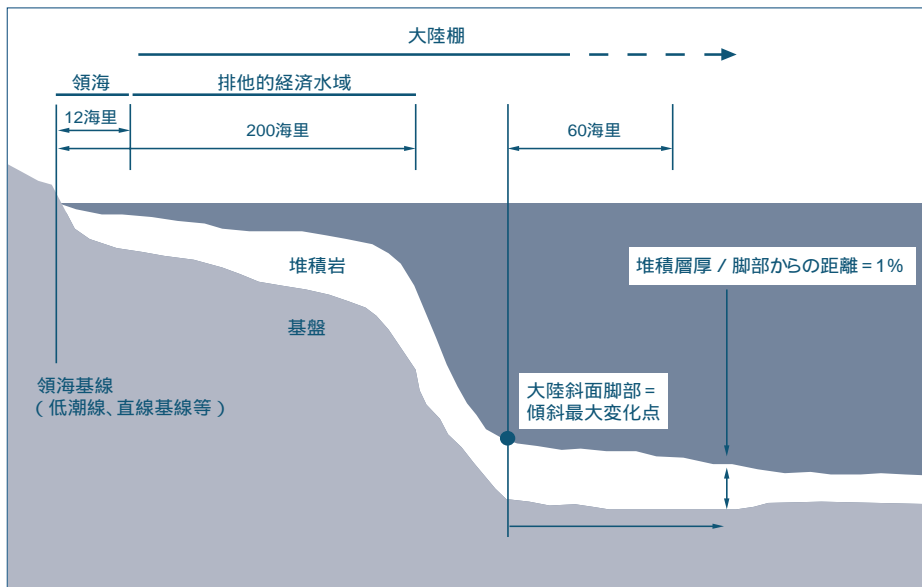 大陸棚
領海
排他的経済水域
12海里
200海里
60海里
堆積岩
堆積層厚 / 脚部からの距離=1%
基盤
領海基線
(低潮線、直線基線等)
大陸斜面脚部=
傾斜最大変化点